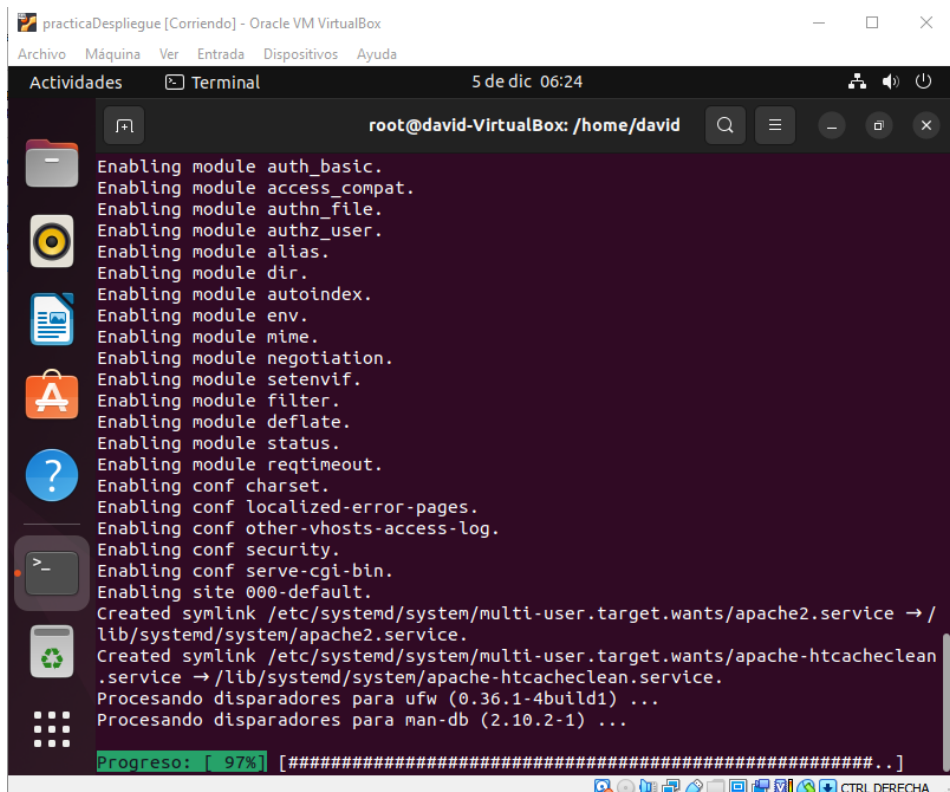 practicaDespliegue [Corriendo] - Oracle VM VirtualBox
Archivo Máquina Ver Entrada Dispositivos Ayuda
Actividades Terminal 5 de dic 06:24
root@david-VirtualBox: /home/david
Enabling module auth_basic.
Enabling module access_compat.
Enabling module authn_file.
Enabling module authz_user.
Enabling module alias.
Enabling module dir.
Enabling module autoindex.
Enabling module env.
Enabling module mime.
Enabling module negotiation.
Enabling module setenvif.
Enabling module filter.
Enabling module deflate.
Enabling module status.
Enabling module reqtimeout.
Enabling conf charset.
Enabling conf localized-error-pages.
Enabling conf other-vhosts-access-log.
Enabling conf security.
Enabling conf serve-cgi-bin.
Enabling site 000-default.
Created symlink /etc/systemd/system/multi-user.target.wants/apache2.service → /
lib/systemd/system/apache2.service.
Created symlink /etc/systemd/system/multi-user.target.wants/apache-htcacheclean
.service → /lib/systemd/system/apache-htcacheclean.service.
Procesando disparadores para ufw (0.36.1-4build1) ...
Procesando disparadores para man-db (2.10.2-1) ...
Progreso: [ 97%] [#######################################################..]
CTRL DERECHA